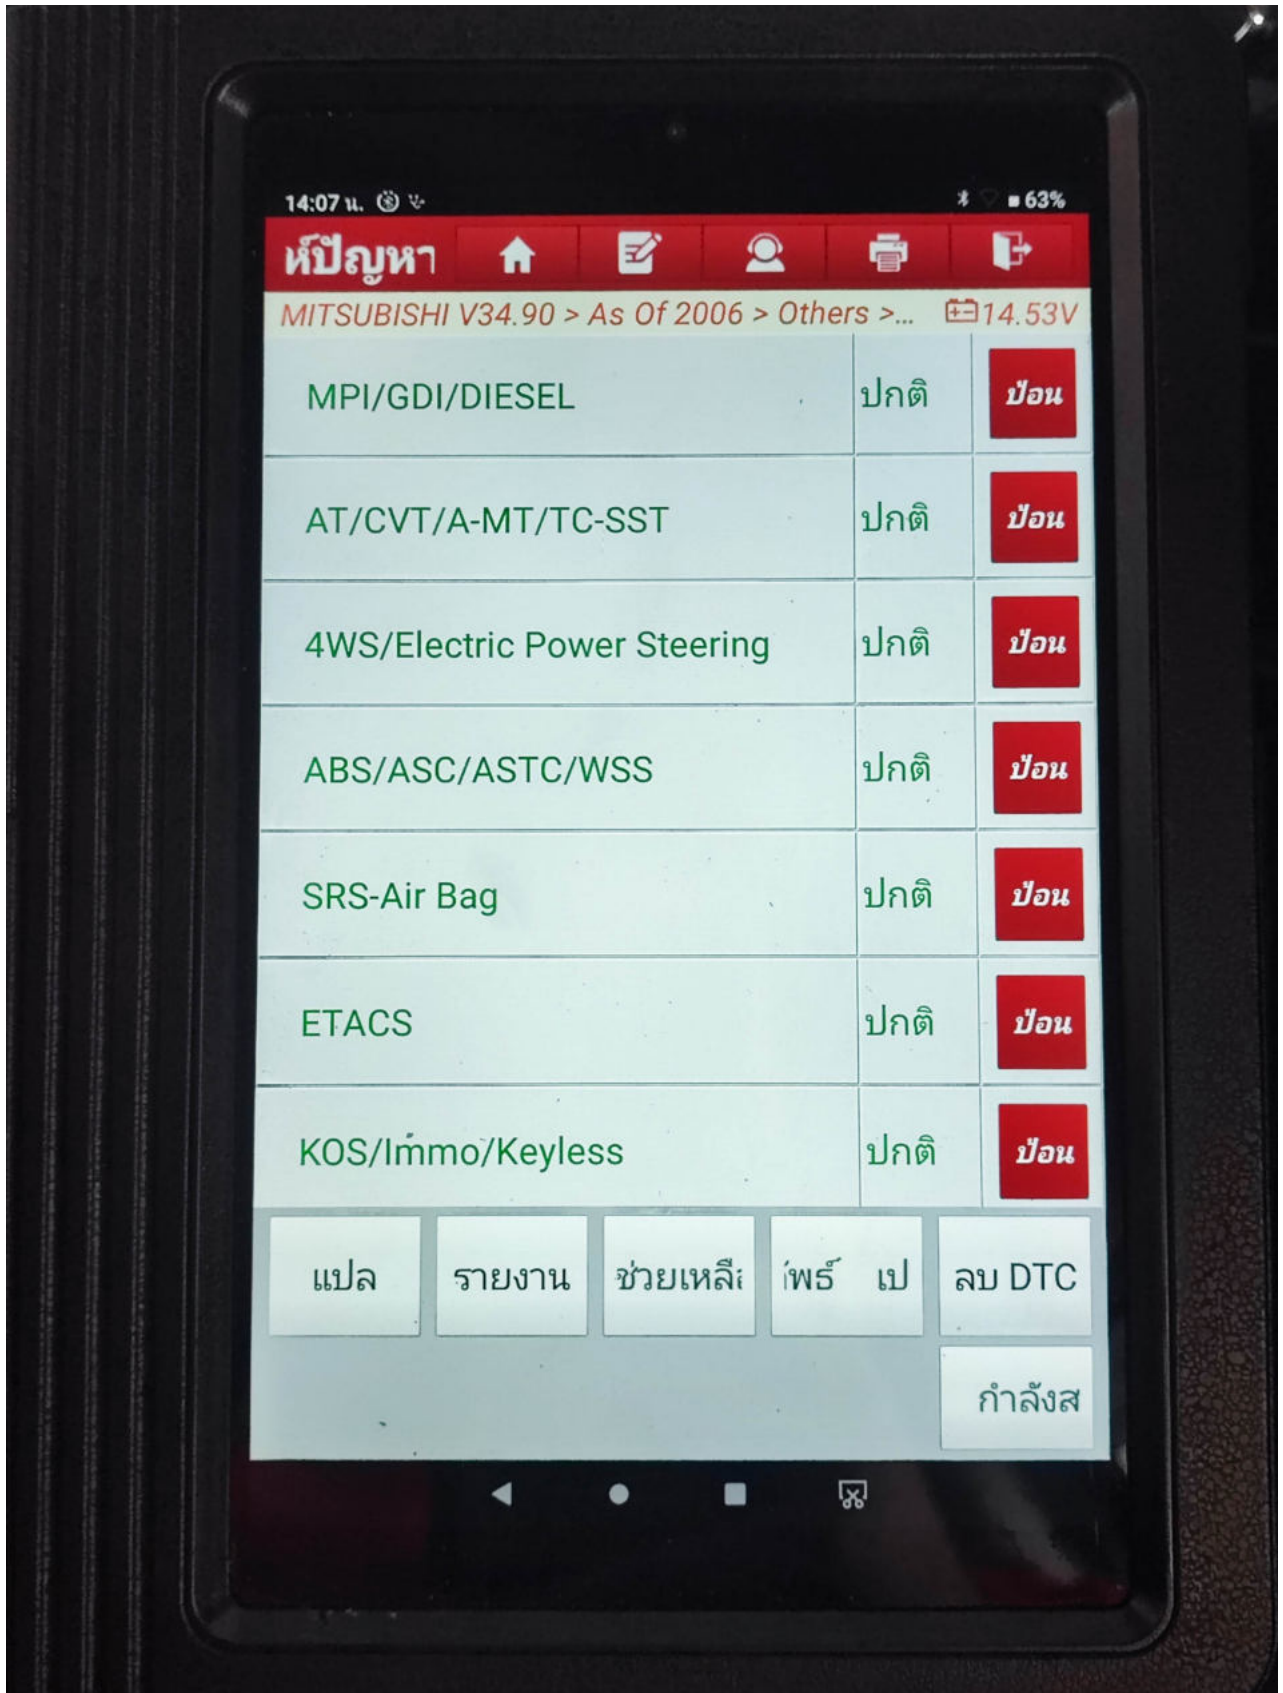 14:07 น. 63%
ห์ปัญหา
MITSUBISHI V34.90 > As Of 2006 > Others >... 14.53V
MPI/GDI/DIESEL ปกติ ป้อน
AT/CVT/A-MT/TC-SST ปกติ ป้อน
4WS/Electric Power Steering ปกติ ป้อน
ABS/ASC/ASTC/WSS ปกติ ป้อน
SRS-Air Bag ปกติ ป้อน
ETACS ปกติ ป้อน
KOS/Immo/Keyless ปกติ ป้อน
แปล รายงาน ช่วยเหลื เป ลบ DTC
กำลังส